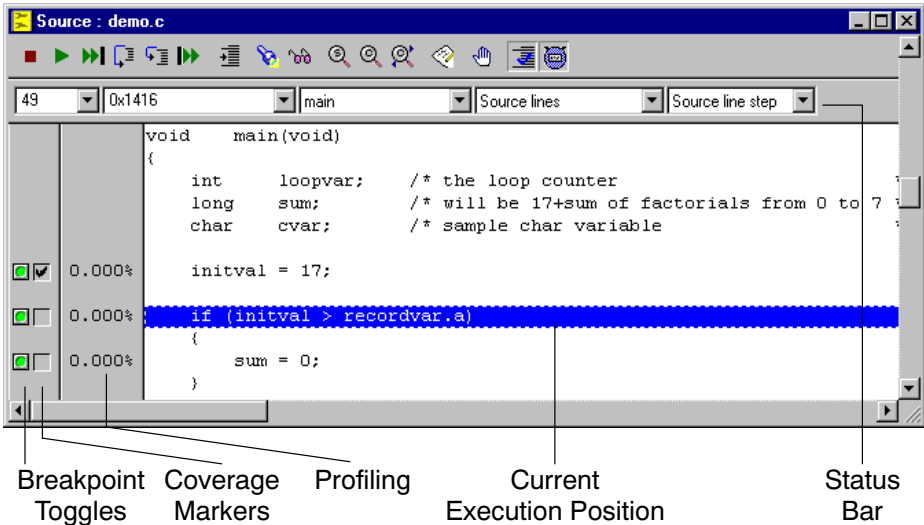 Source : demo.c
49 0x1416 main Source lines Source line step
void main(void)
{
int loopvar; /* the loop counter *
long sum; /* will be 17+sum of factorials from 0 to 7 *
char cvar; /* sample char variable *
0.000% initval = 17;
0.000% if (initval > recordvar.a)
{
0.000% sum = 0;
}
Breakpoint Toggles
Coverage Markers
Profiling
Current Execution Position
Status Bar